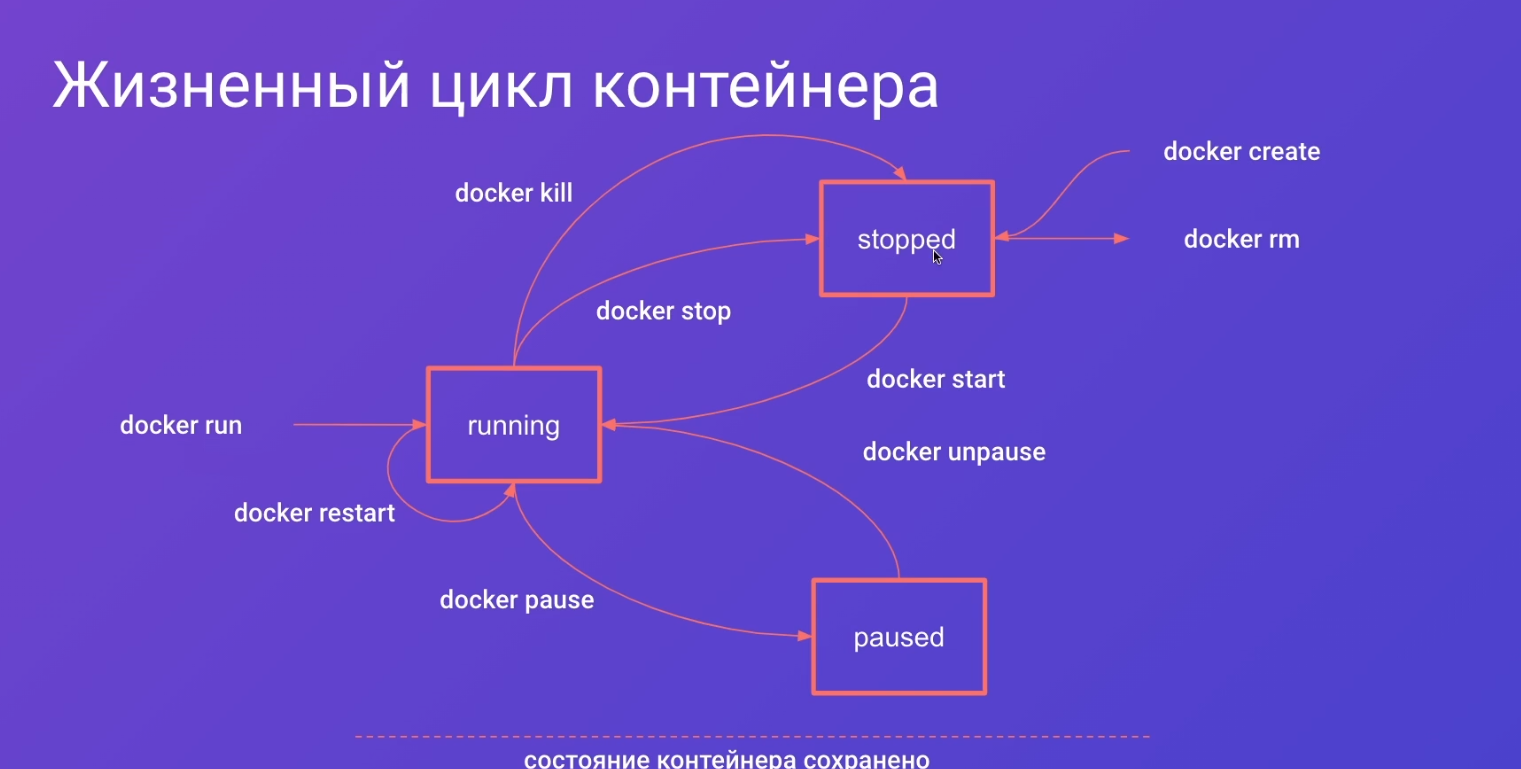 Жизненный цикл контейнера
docker create
docker kill
stopped
docker rm
docker stop
docker start
docker run
running
docker unpause
docker restart
docker pause
paused
состояние контейнера сохранено